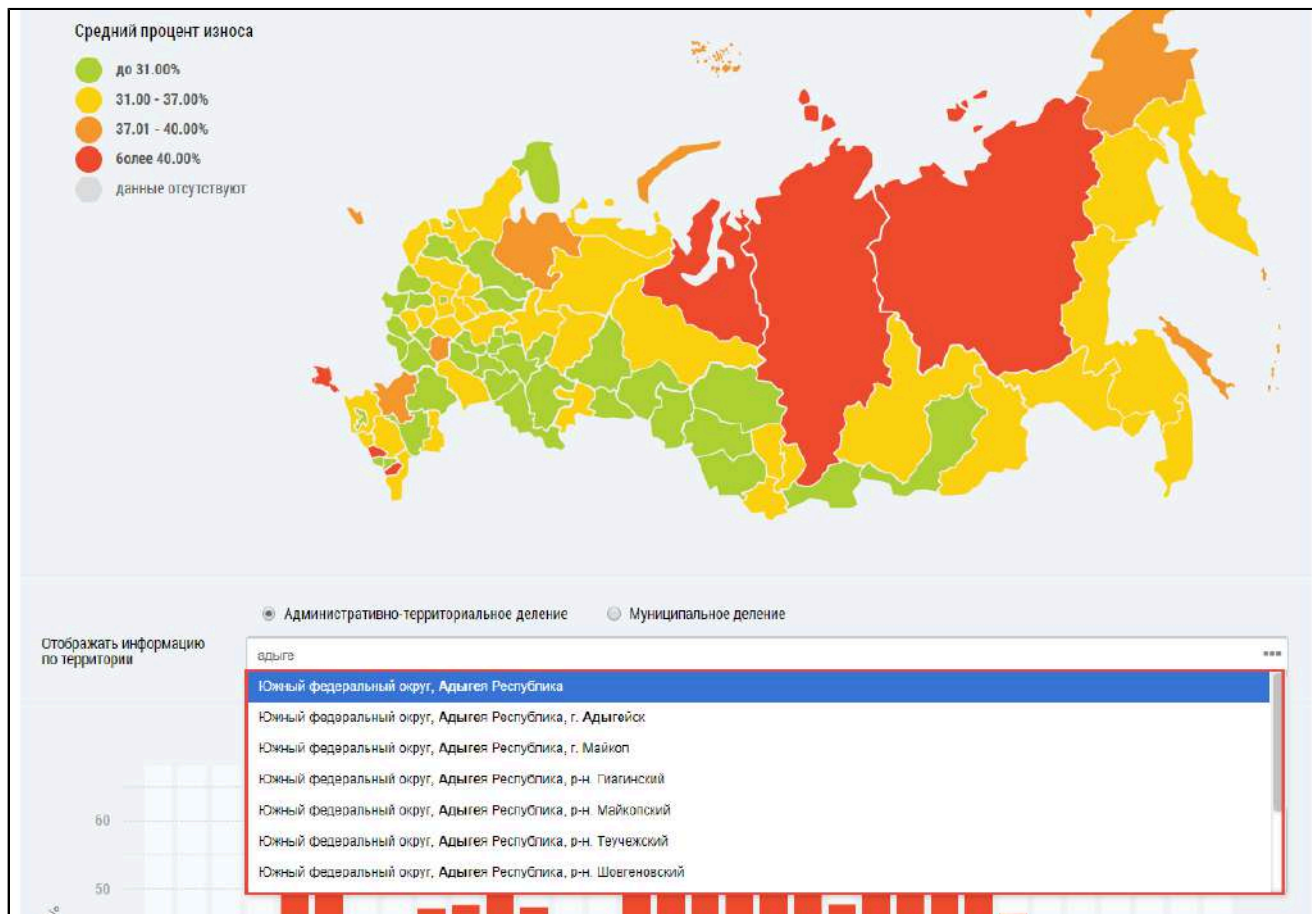 Средний процент износа
до 31.00%
31.00 - 37.00%
37.01 - 40.00%
более 40.00%
данные отсутствуют
Административно-территориальное деление Муниципальное деление
Отображать информацию
по территории
адыге
Южный федеральный округ, Адыгея Республика
Южный федеральный округ, Адыгея Республика, г. Адыгейск
Южный федеральный округ, Адыгея Республика, г. Майкоп
Южный федеральный округ, Адыгея Республика, р-н. Гиагинский
Южный федеральный округ, Адыгея Республика, р-н. Майкопский
Южный федеральный округ, Адыгея Республика, р-н. Теучежский
Южный федеральный округ, Адыгея Республика, р-н. Шовгеновский
60
50